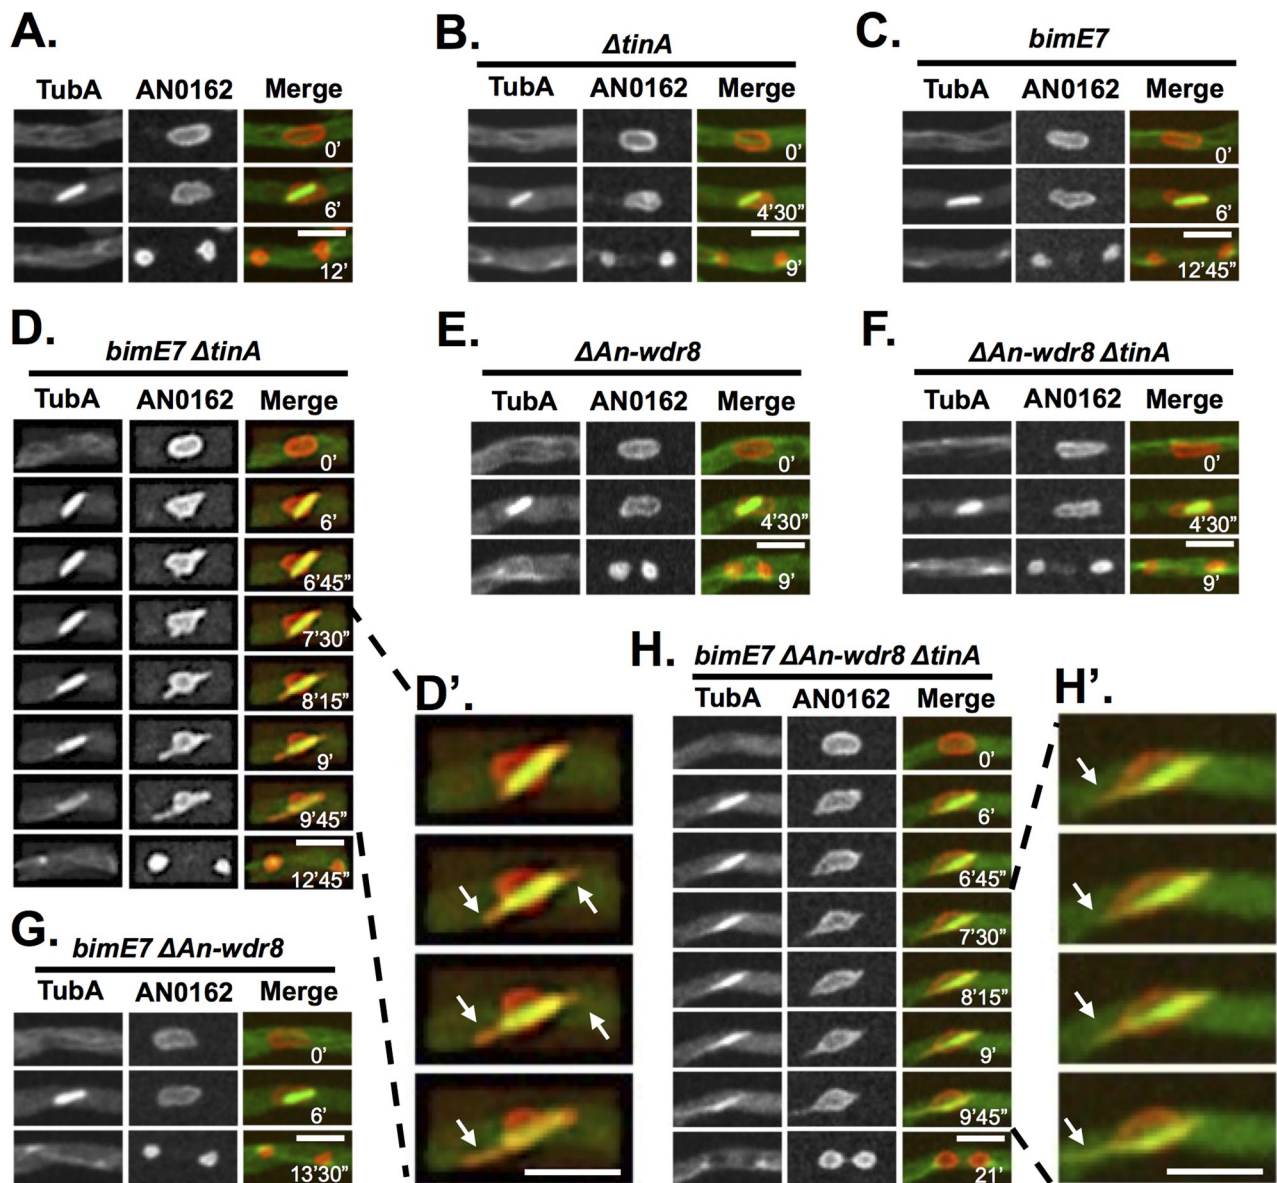 A.
TubA AN0162 Merge
0’
6’
12’
B.
ΔtinA
TubA AN0162 Merge
0’
4’30”
9’
C.
bimE7
TubA AN0162 Merge
0’
6’
12’45”
D.
bimE7 ΔtinA
TubA AN0162 Merge
0’
6’
6’45”
7’30”
8’15”
9’
9’45”
12’45”
D’.
E.
ΔAn-wdr8
TubA AN0162 Merge
0’
4’30”
9’
F.
ΔAn-wdr8 ΔtinA
TubA AN0162 Merge
0’
4’30”
9’
G.
bimE7 ΔAn-wdr8
TubA AN0162 Merge
0’
6’
13’30”
H.
bimE7 ΔAn-wdr8 ΔtinA
TubA AN0162 Merge
0’
6’
6’45”
7’30”
8’15”
9’
9’45”
21’
H’.